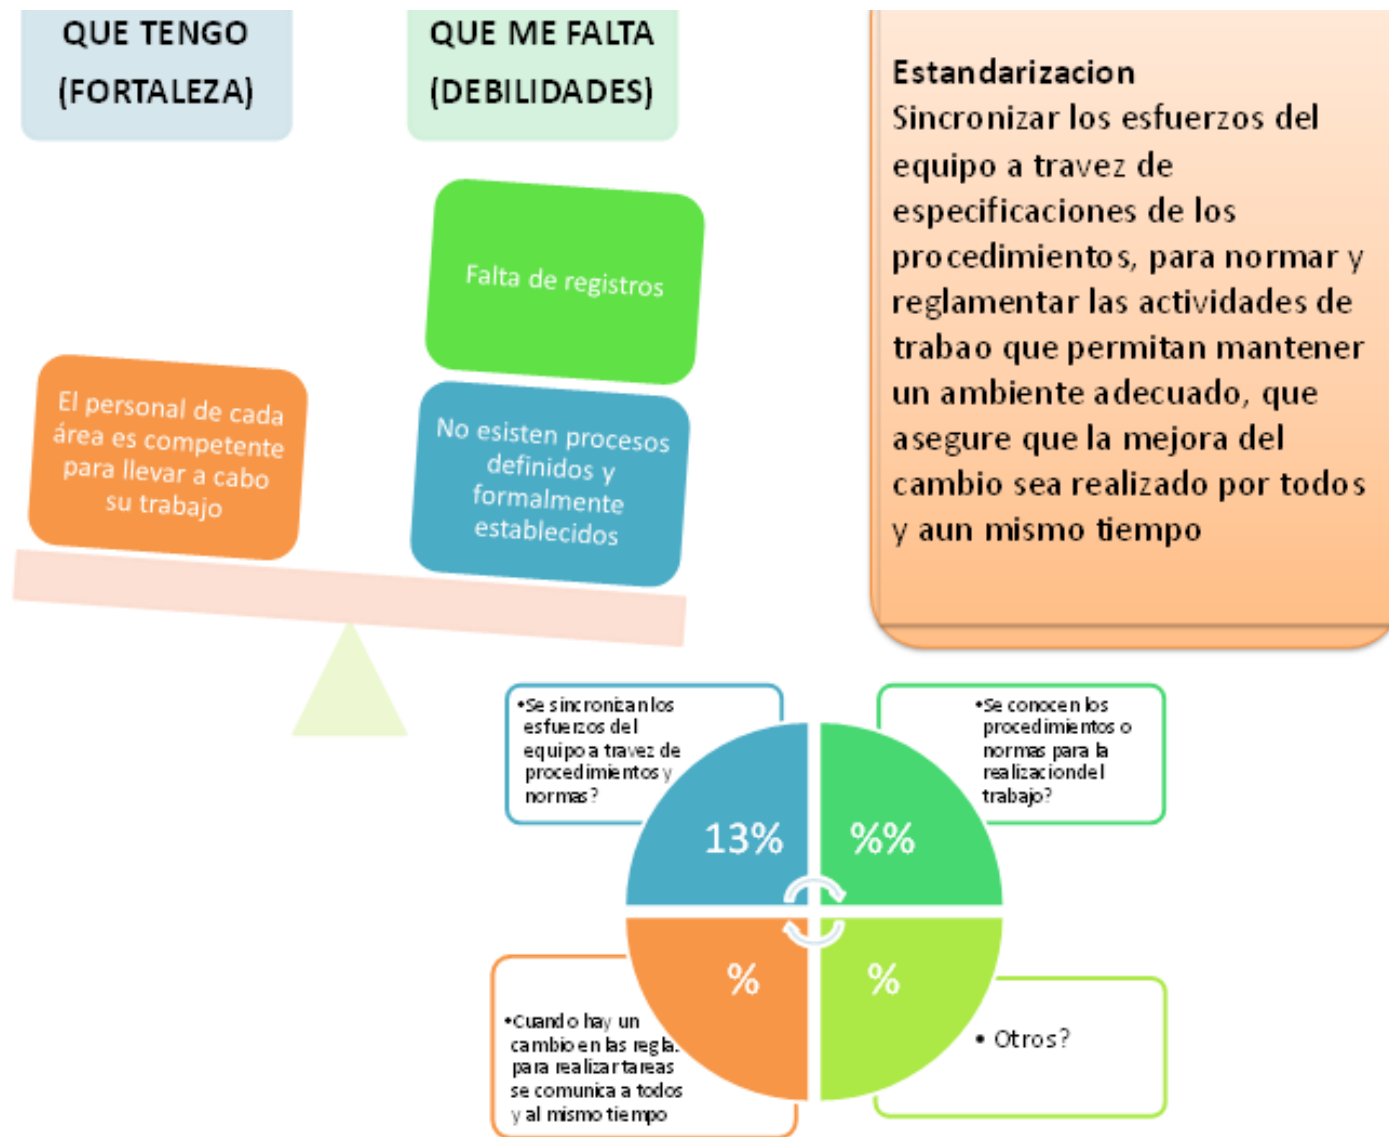 QUE TENGO
(FORTALEZA)
QUE ME FALTA
(DEBILIDADES)
Falta de registros
El personal de cada
área es competente
para llevar a cabo
su trabajo
No esisten procesos
definidos y
formalmente
establecidos
Estandarizacion
Sincronizar los esfuerzos del
equipo a travez de
especificaciones de los
procedimientos, para normar y
reglamentar las actividades de
trabao que permitan mantener
un ambiente adecuado, que
asegure que la mejora del
cambio sea realizado por todos
y aun mismo tiempo
•Se sincronizan los
esfuerzos del
equipo a travez de
procedimientos y
normas?
•Se conocen los
procedimientos o
normas para la
realizacion del
trabajo?
13%
%%
%
%
•Cuando hay un
cambio en las regla.
para realizar tareas
se comunica a todos
y al mismo tiempo
• Otros?